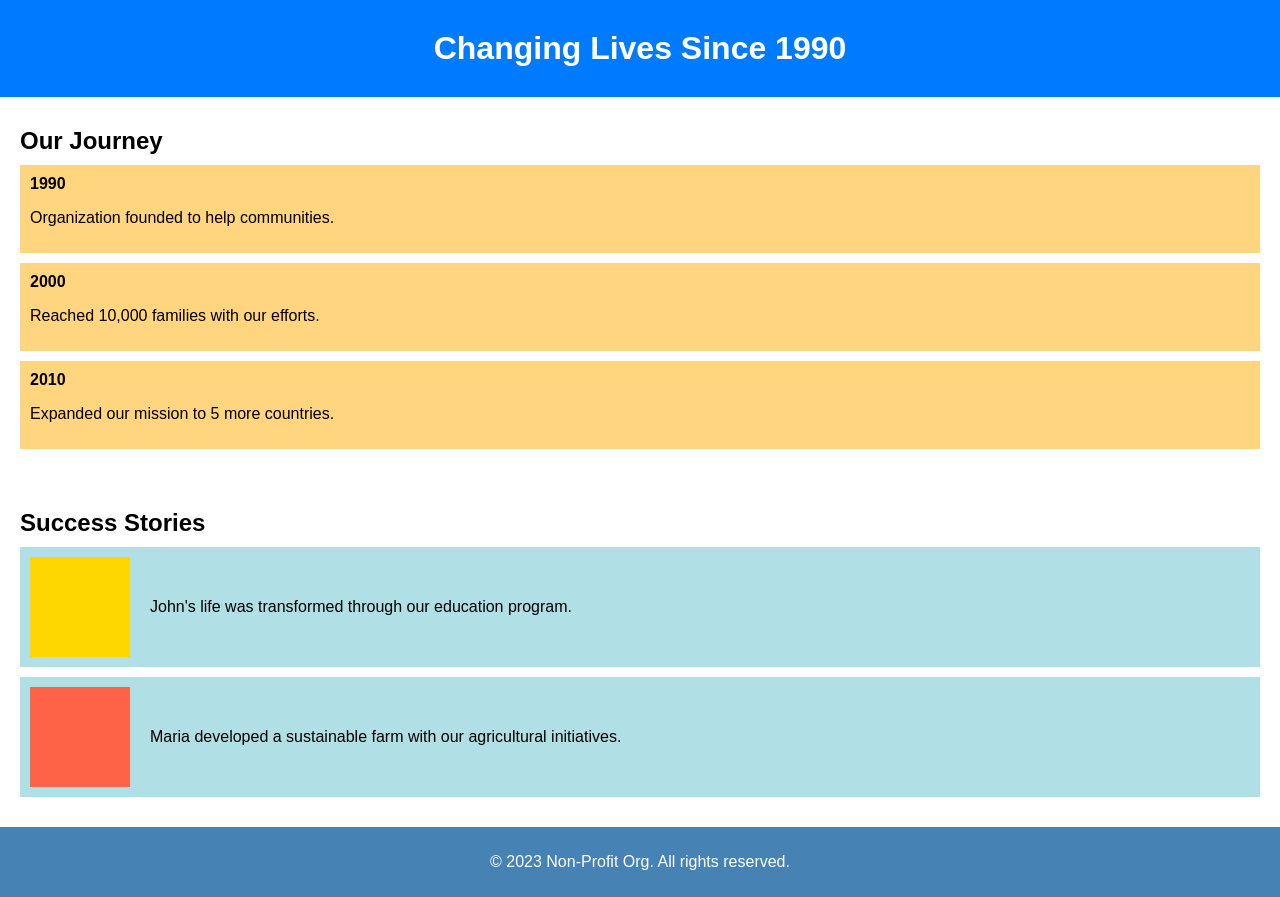 Changing Lives Since 1990
Our Journey
1990
Organization founded to help communities.
2000
Reached 10,000 families with our efforts.
2010
Expanded our mission to 5 more countries.
Success Stories
John's life was transformed through our education program.
Maria developed a sustainable farm with our agricultural initiatives.
© 2023 Non-Profit Org. All rights reserved.